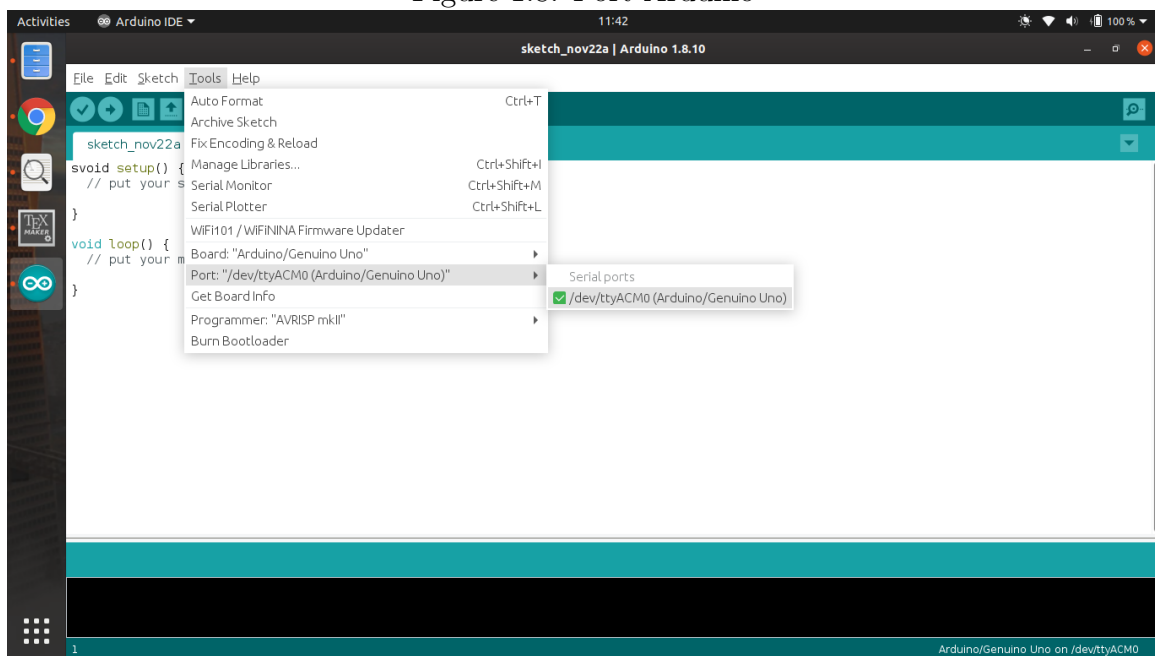 Activities Arduino IDE 11:42 100 %
sketch_nov22a | Arduino 1.8.10
File Edit Sketch Tools Help
Auto Format Ctrl+T
Archive Sketch
sketch_nov22a Fix Encoding & Reload
svoid setup() { Manage Libraries... Ctrl+Shift+I
// put your s Serial Monitor Ctrl+Shift+M
} Serial Plotter Ctrl+Shift+L
WiFi101 / WiFiNINA Firmware Updater
void loop() { Board: "Arduino/Genuino Uno"
// put your m Port: "/dev/ttyACM0 (Arduino/Genuino Uno)" Serial ports
} Get Board Info /dev/ttyACM0 (Arduino/Genuino Uno)
Programmer: "AVRISP mkII"
Burn Bootloader
TEX
MAKER
1 Arduino/Genuino Uno on /dev/ttyACM0